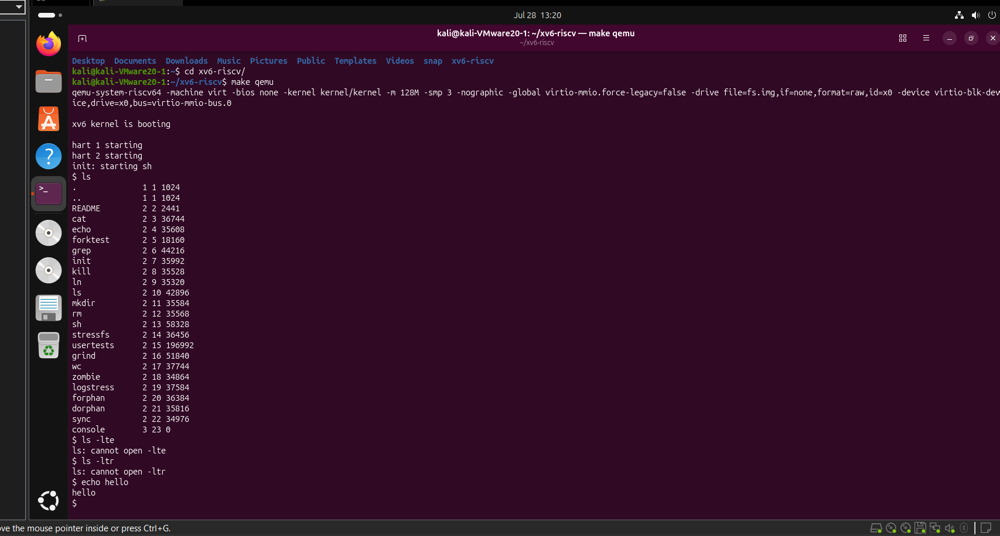 Jul 28 13:20
kali@kali-VMware20-1: ~/xv6-riscv — make qemu
~/xv6-riscv
Desktop Documents Downloads Music Pictures Public Templates Videos snap xv6-riscv
kali@kali-VMware20-1:~$ cd xv6-riscv/
kali@kali-VMware20-1:~/xv6-riscv$ make qemu
qemu-system-riscv64 -machine virt -bios none -kernel kernel/kernel -m 128M -smp 3 -nographic -global virtio-mmio.force-legacy=false -drive file=fs.img,if=none,format=raw,id=x0 -device virtio-blk-dev
ice,drive=x0,bus=virtio-mmio-bus.0
xv6 kernel is booting
hart 1 starting
hart 2 starting
init: starting sh
$ ls
. 1 1 1024
.. 1 1 1024
README 2 2 2441
cat 2 3 36744
echo 2 4 35608
forktest 2 5 18160
grep 2 6 44216
init 2 7 35992
kill 2 8 35528
ln 2 9 35320
ls 2 10 42896
mkdir 2 11 35584
rm 2 12 35568
sh 2 13 58328
stressfs 2 14 36456
usertests 2 15 196992
grind 2 16 51840
wc 2 17 37744
zombie 2 18 34864
logstress 2 19 37584
forphan 2 20 36384
dorphan 2 21 35816
sync 2 22 34976
console 3 23 0
$ ls -lte
ls: cannot open -lte
$ ls -ltr
ls: cannot open -ltr
$ echo hello
hello
$
ove the mouse pointer inside or press Ctrl+G.